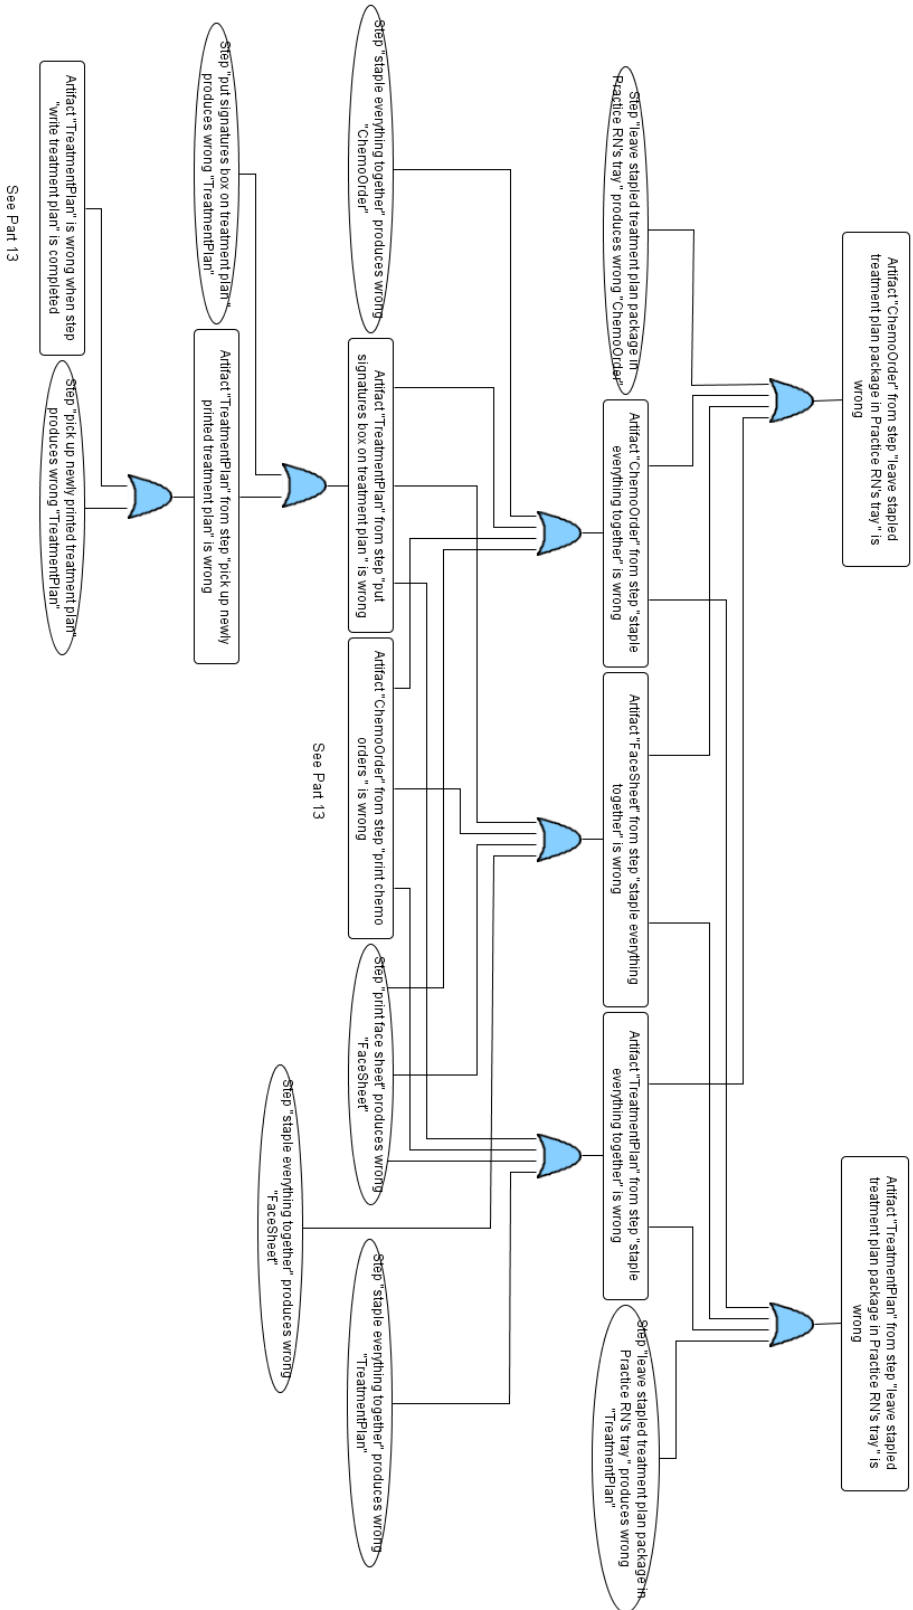 Artifact "ChemoOrder" from step "leave stapled
treatment plan package in Practice RN's tray " is
wrong
Artifact "TreatmentPlan" from step "leave stapled
treatment plan package in Practice RN's tray " is
wrong
Step "leave stapled treatment plan package in
Practice RN's tray " produces wrong "ChemoOrder"
Artifact "ChemoOrder" from step "staple
everything together" is wrong
Artifact "FaceSheet" from step "staple everything
together" is wrong
Artifact "TreatmentPlan" from step "staple
everything together" is wrong
Step "leave stapled treatment plan package in
Practice RN's tray " produces wrong
"TreatmentPlan"
Step "staple everything together" produces wrong
"ChemoOrder"
Artifact "TreatmentPlan" from step "put
signatures box on treatment plan " is wrong
Artifact "ChemoOrder" from step "print chemo
orders " is wrong
See Part 13
Step "print face sheet" produces wrong
"FaceSheet"
Step "staple everything together" produces wrong
"TreatmentPlan"
Step "staple everything together" produces wrong
"FaceSheet"
Step "put signatures box on treatment plan "
produces wrong "TreatmentPlan"
Artifact "TreatmentPlan" from step "pick up newly
printed treatment plan" is wrong
Artifact "TreatmentPlan" is wrong when step
"write treatment plan" is completed
See Part 13
Step "pick up newly printed treatment plan"
produces wrong "TreatmentPlan"